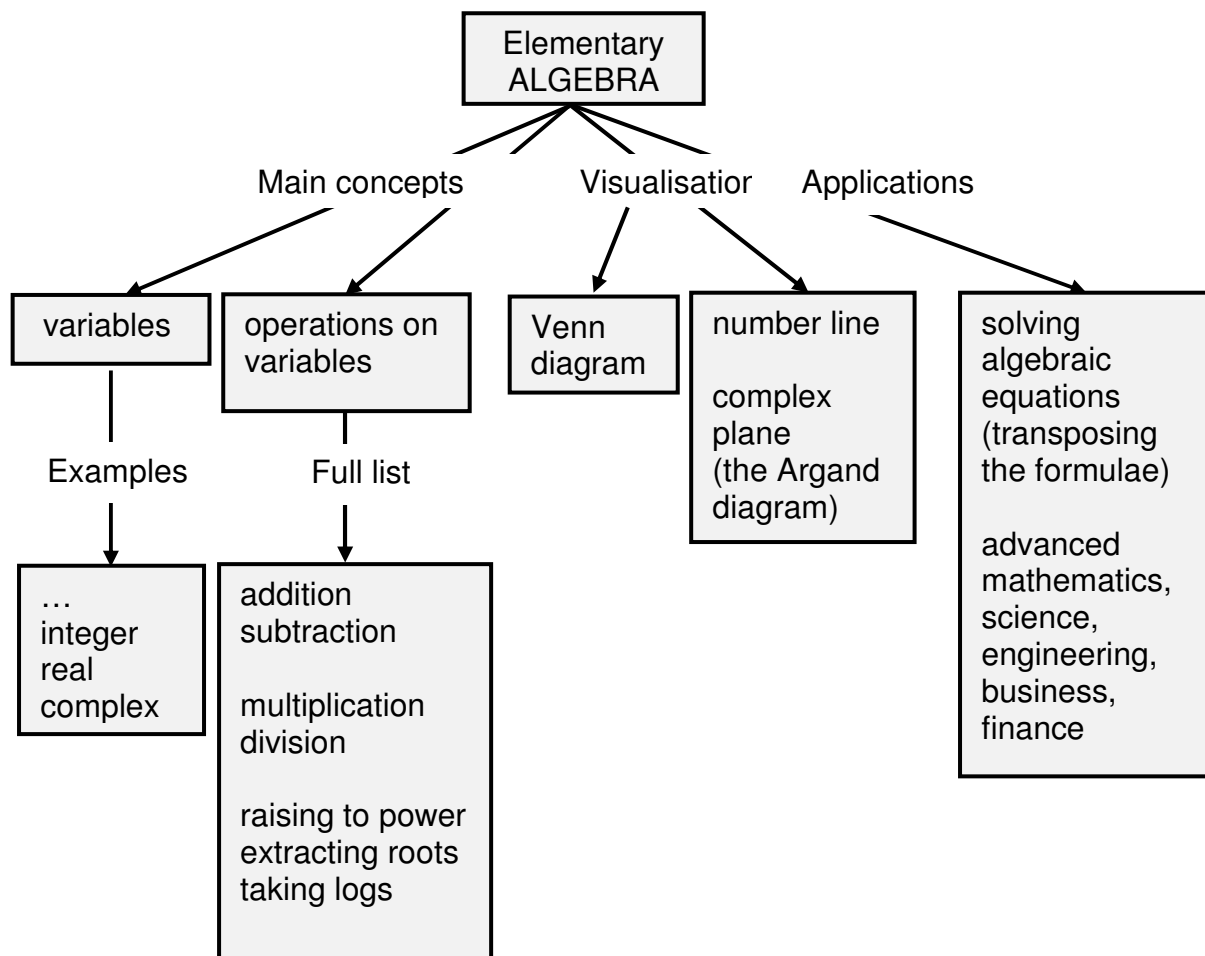 Elementary
ALGEBRA
Main concepts
Visualisatior
Applications
variables
operations on
variables
Venn
diagram
number line
complex
plane
(the Argand
diagram)
solving
algebraic
equations
(transposing
the formulae)
advanced
mathematics,
science,
engineering,
business,
finance
Examples
Full list
…
integer
real
complex
addition
subtraction
multiplication
division
raising to power
extracting roots
taking logs